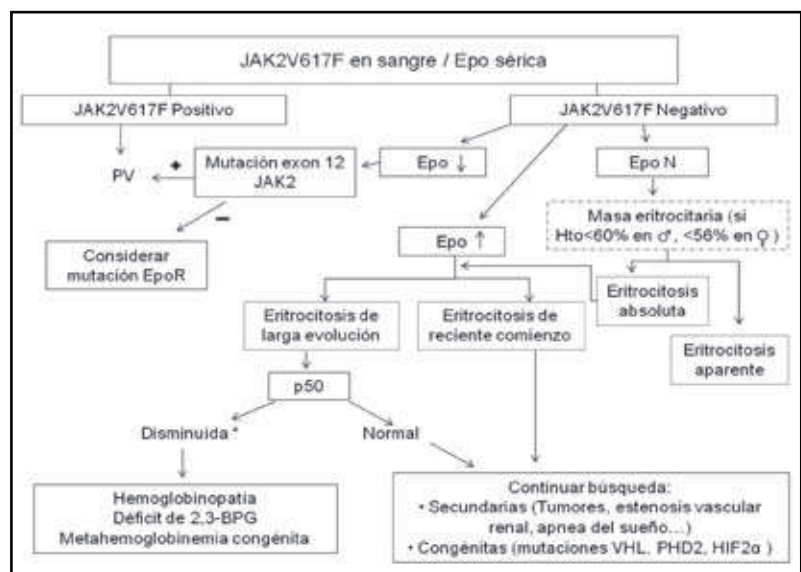 JAK2V617F en sangre / Epo sérica
JAK2V617F Positivo
JAK2V617F Negativo
PV
+
Mutación exon 12
JAK2
Epo ↓
Epo N
–
Considerar
mutación EpoR
Epo ↑
Masa eritrocitaria (si
Hto<60% en ♂, <56% en ♀ )
Eritrocitosis de
larga evolución
Eritrocitosis de
reciente comienzo
Eritrocitosis
absoluta
Eritrocitosis
aparente
p50
Disminuida*
Normal
Hemoglobinopatía
Déficit de 2,3-BPG
Metahemoglobinemia congénita
Continuar búsqueda:
• Secundarias (Tumores, estenosis vascular
renal, apnea del sueño...)
• Congénitas (mutaciones VHL, PHD2, HIF2α )